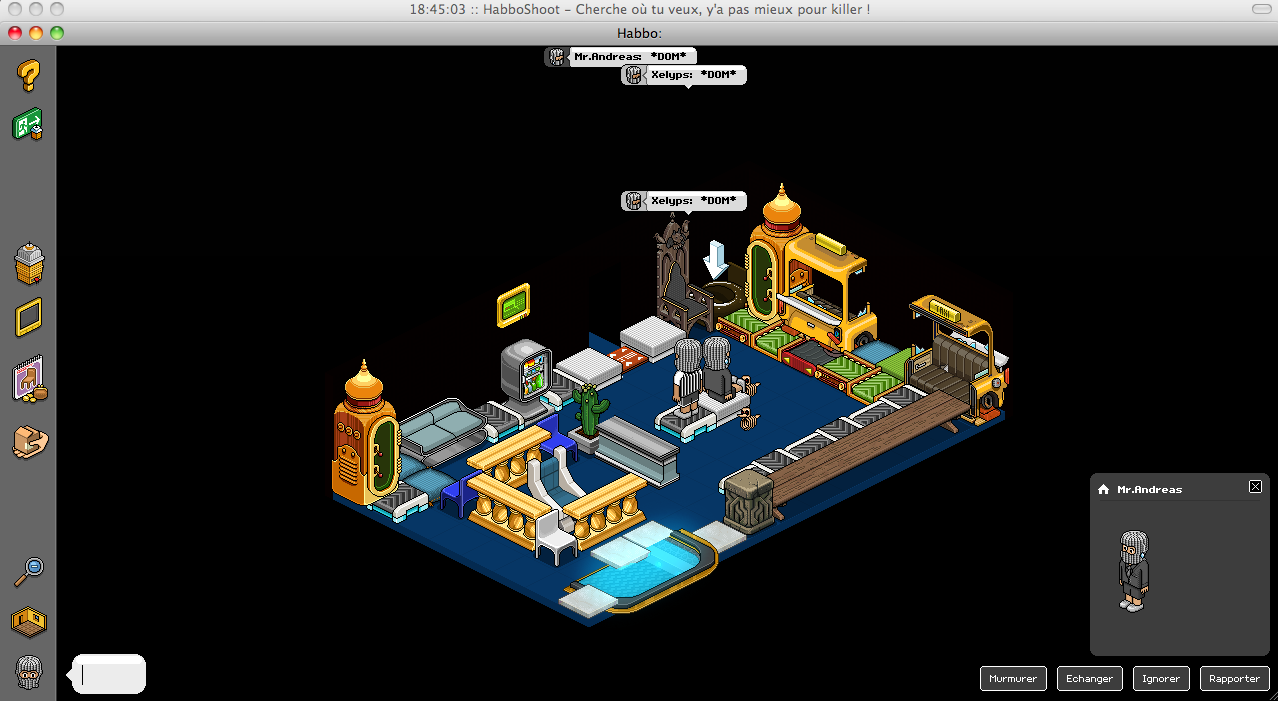 18:45:03 :: HabboShoot - Cherche où tu veux, y'a pas mieux pour killer !
Habbo:
Mr.Andreas: *DOM*
Xelyps: *DOM*
Xelyps: *DOM*
Mr.Andreas
Murmurer
Echanger
Ignorer
Rapporter